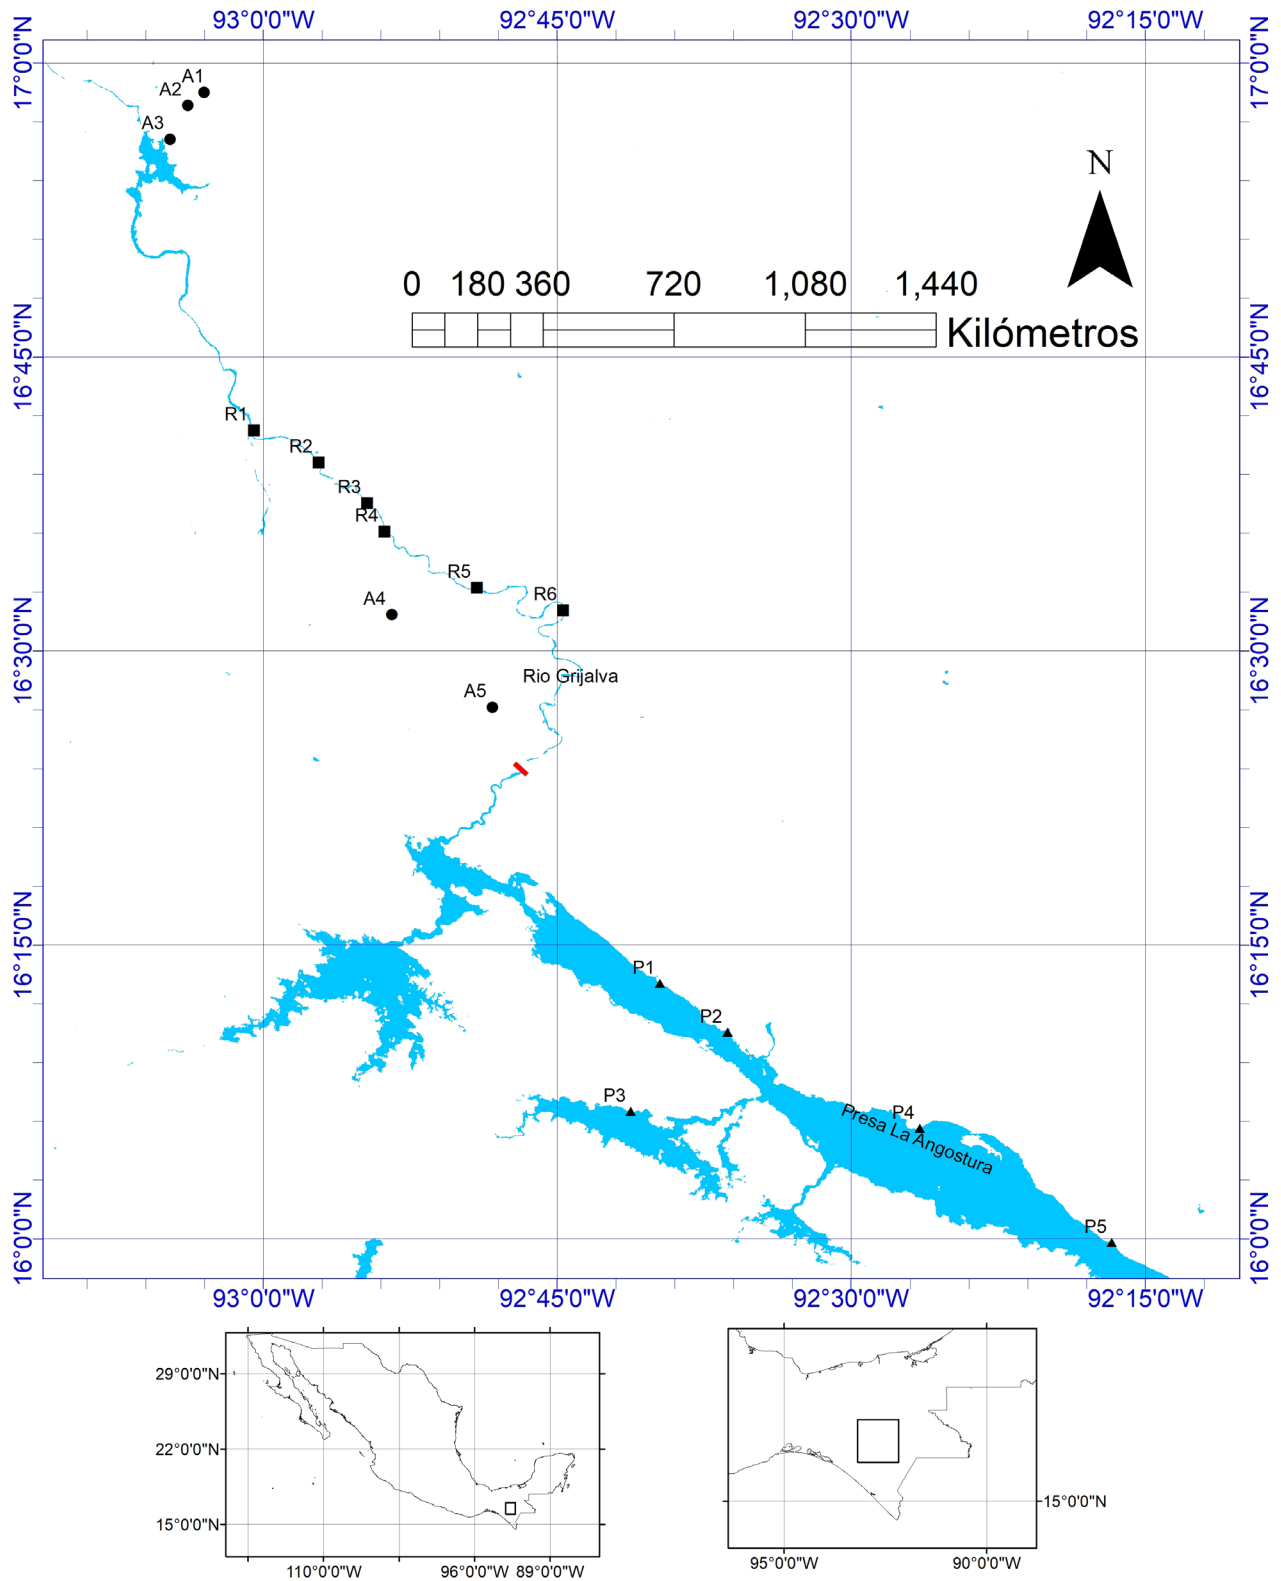 93°0'0"W 92°45'0"W 92°30'0"W 92°15'0"W
17°0'0"N 17°0'0"N
A1
A2
A3
N
0 180 360 720 1,080 1,440
Kilómetros
16°45'0"N 16°45'0"N
R1
R2
R3
R4
R5
R6
A4
16°30'0"N 16°30'0"N
Rio Grijalva
A5
16°15'0"N 16°15'0"N
P1
P2
P3
P4
Presa La Angostura
P5
16°0'0"N 16°0'0"N
93°0'0"W 92°45'0"W 92°30'0"W 92°15'0"W
29°0'0"N
22°0'0"N
15°0'0"N
110°0'0"W 96°0'0"W 89°0'0"W
15°0'0"N
95°0'0"W 90°0'0"W